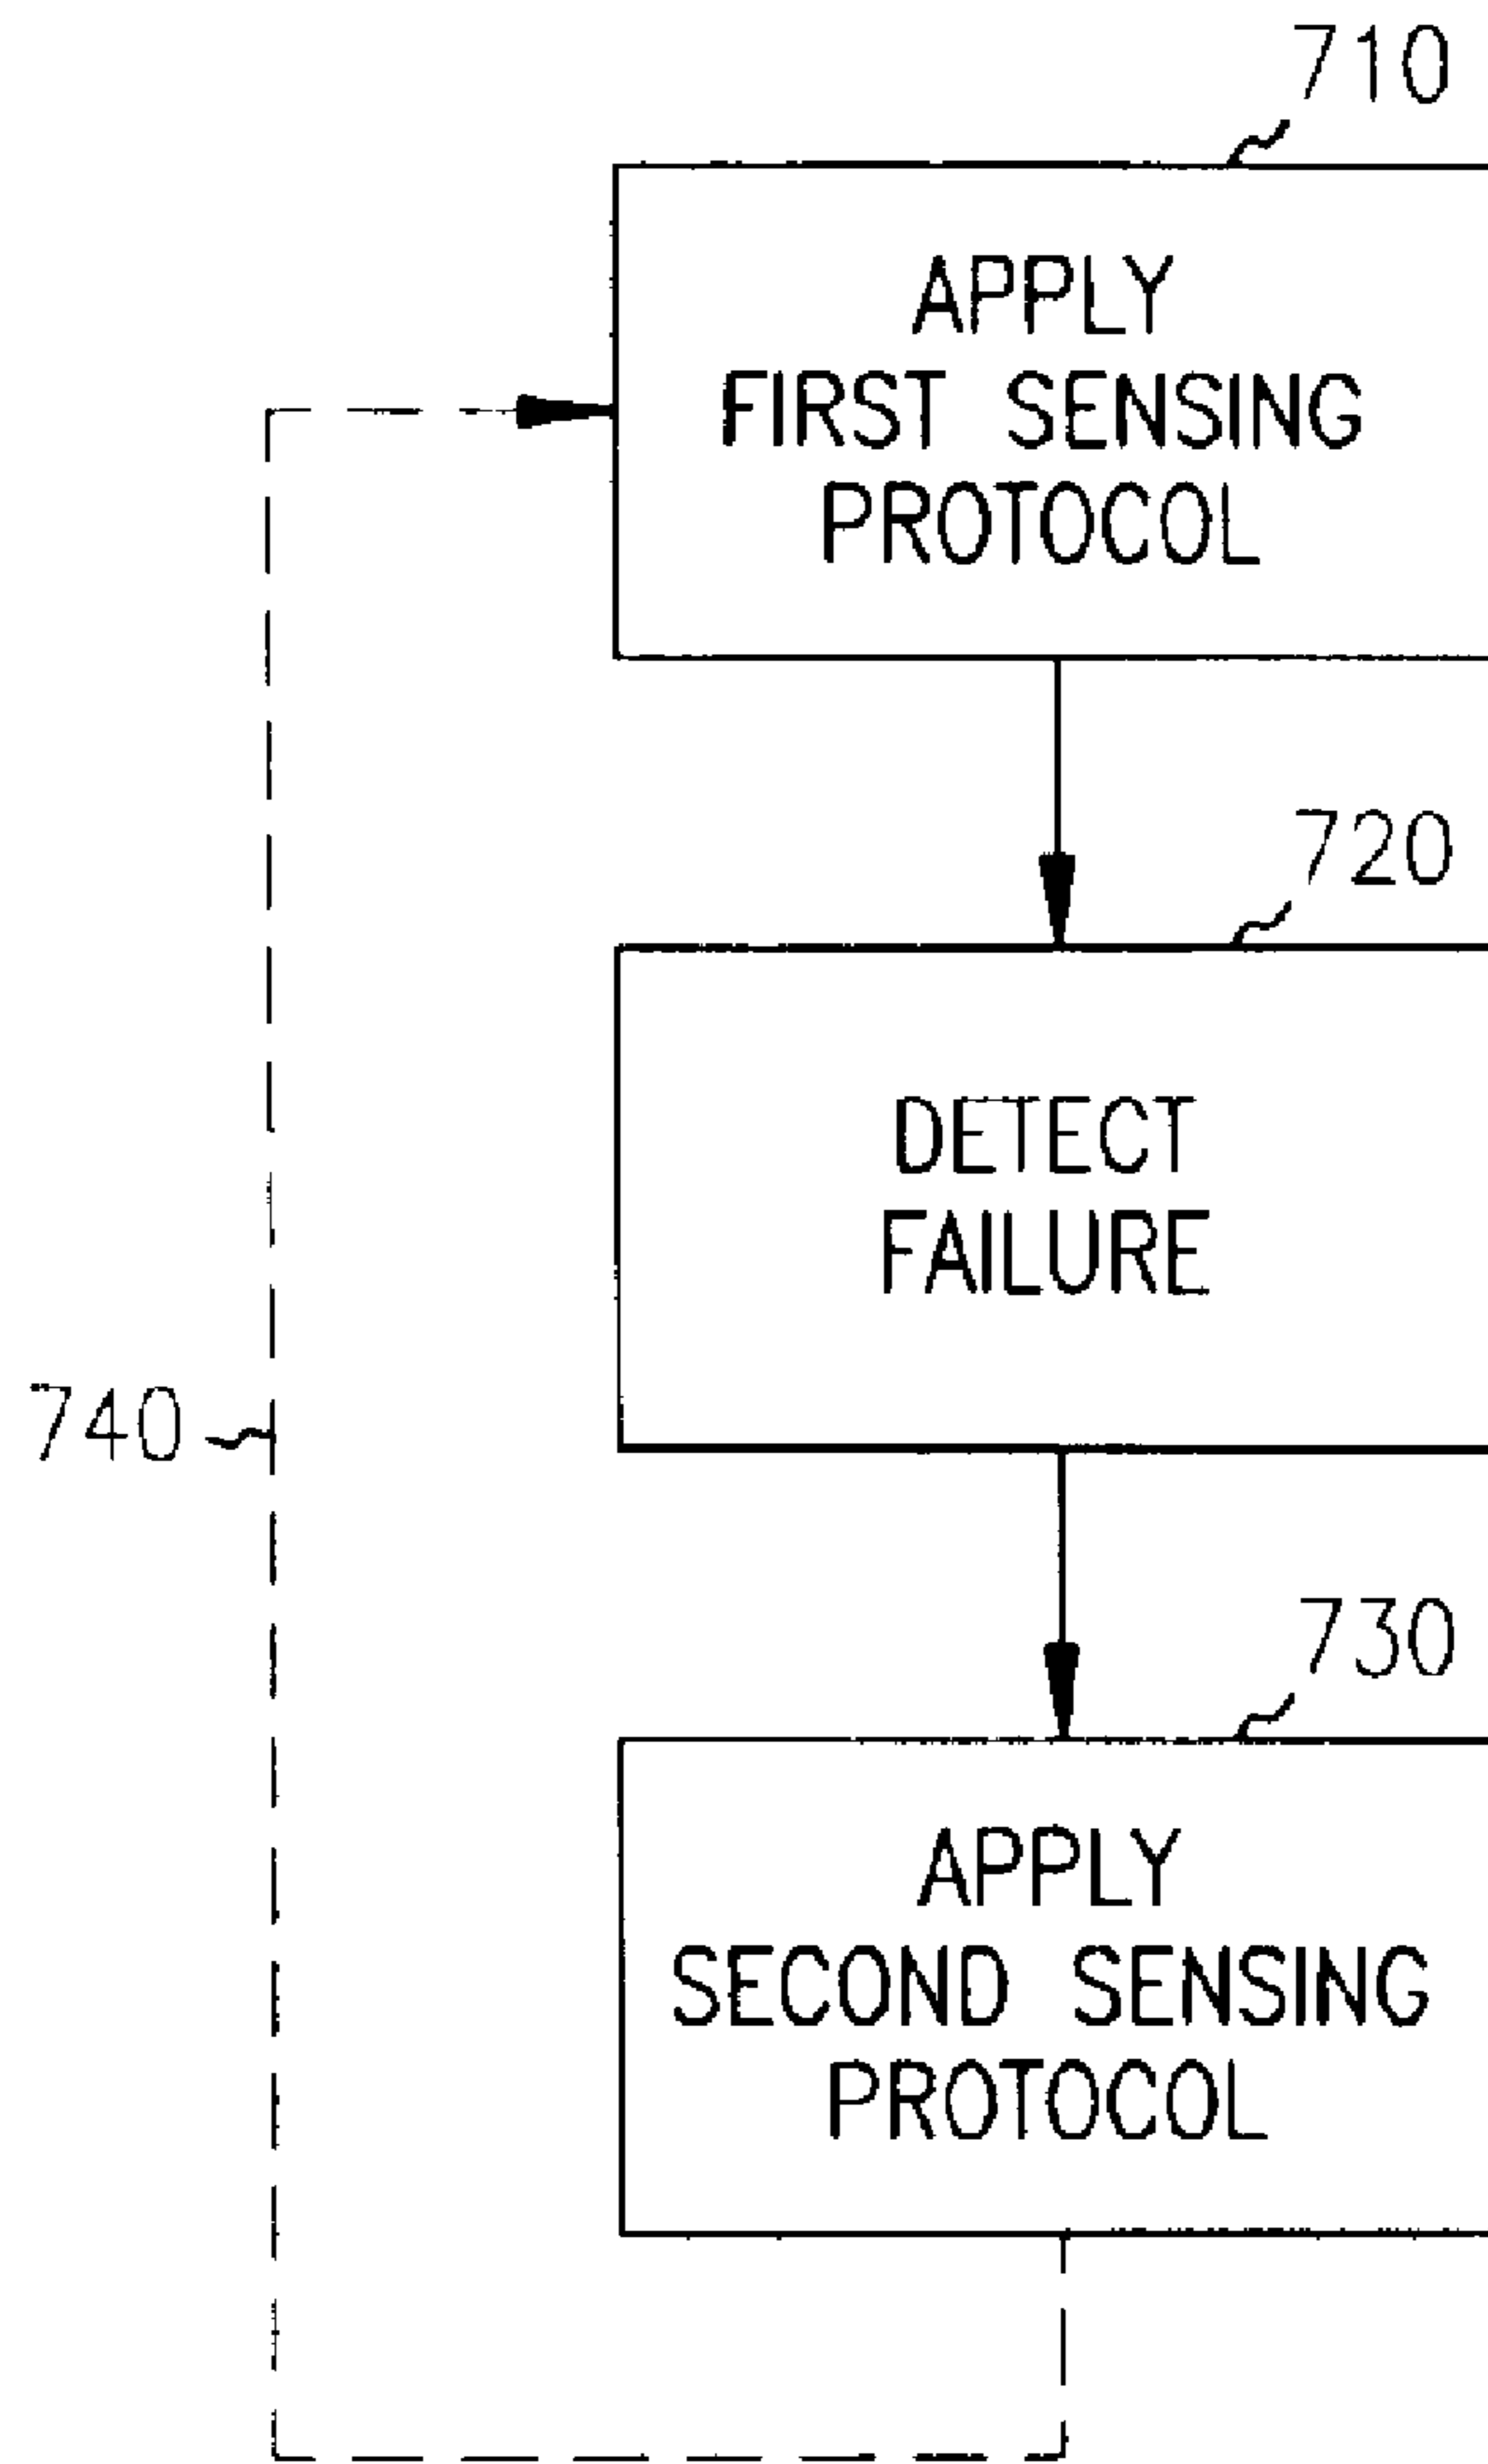 710
APPLY
FIRST SENSING
PROTOCOL
720
DETECT
FAILURE
740
730
APPLY
SECOND SENSING
PROTOCOL